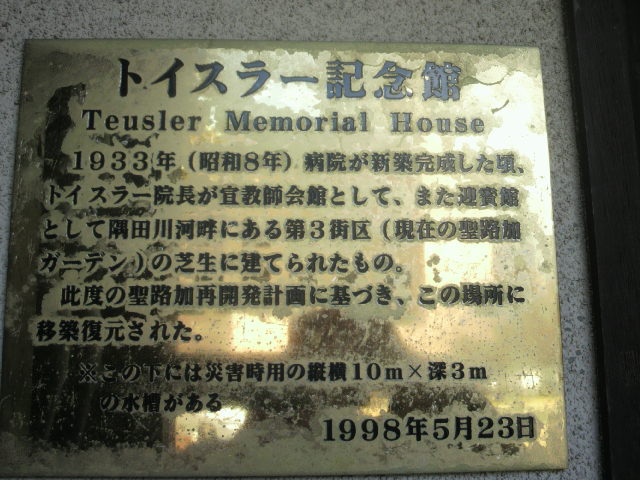 トイスラー記念館
Teusler Memorial House
1933年（昭和8年）病院が新築完成した頃、
トイスラー院長が宣教師会館として、また迎賓館
として隅田川河畔にある第3街区（現在の聖路加
ガーデン）の芝生に建てられたもの。
此度の聖路加再開発計画に基づき、この場所に
移築復元された。
※この下には災害時用の縦横10m×深3m
の水槽がある
1998年5月23日